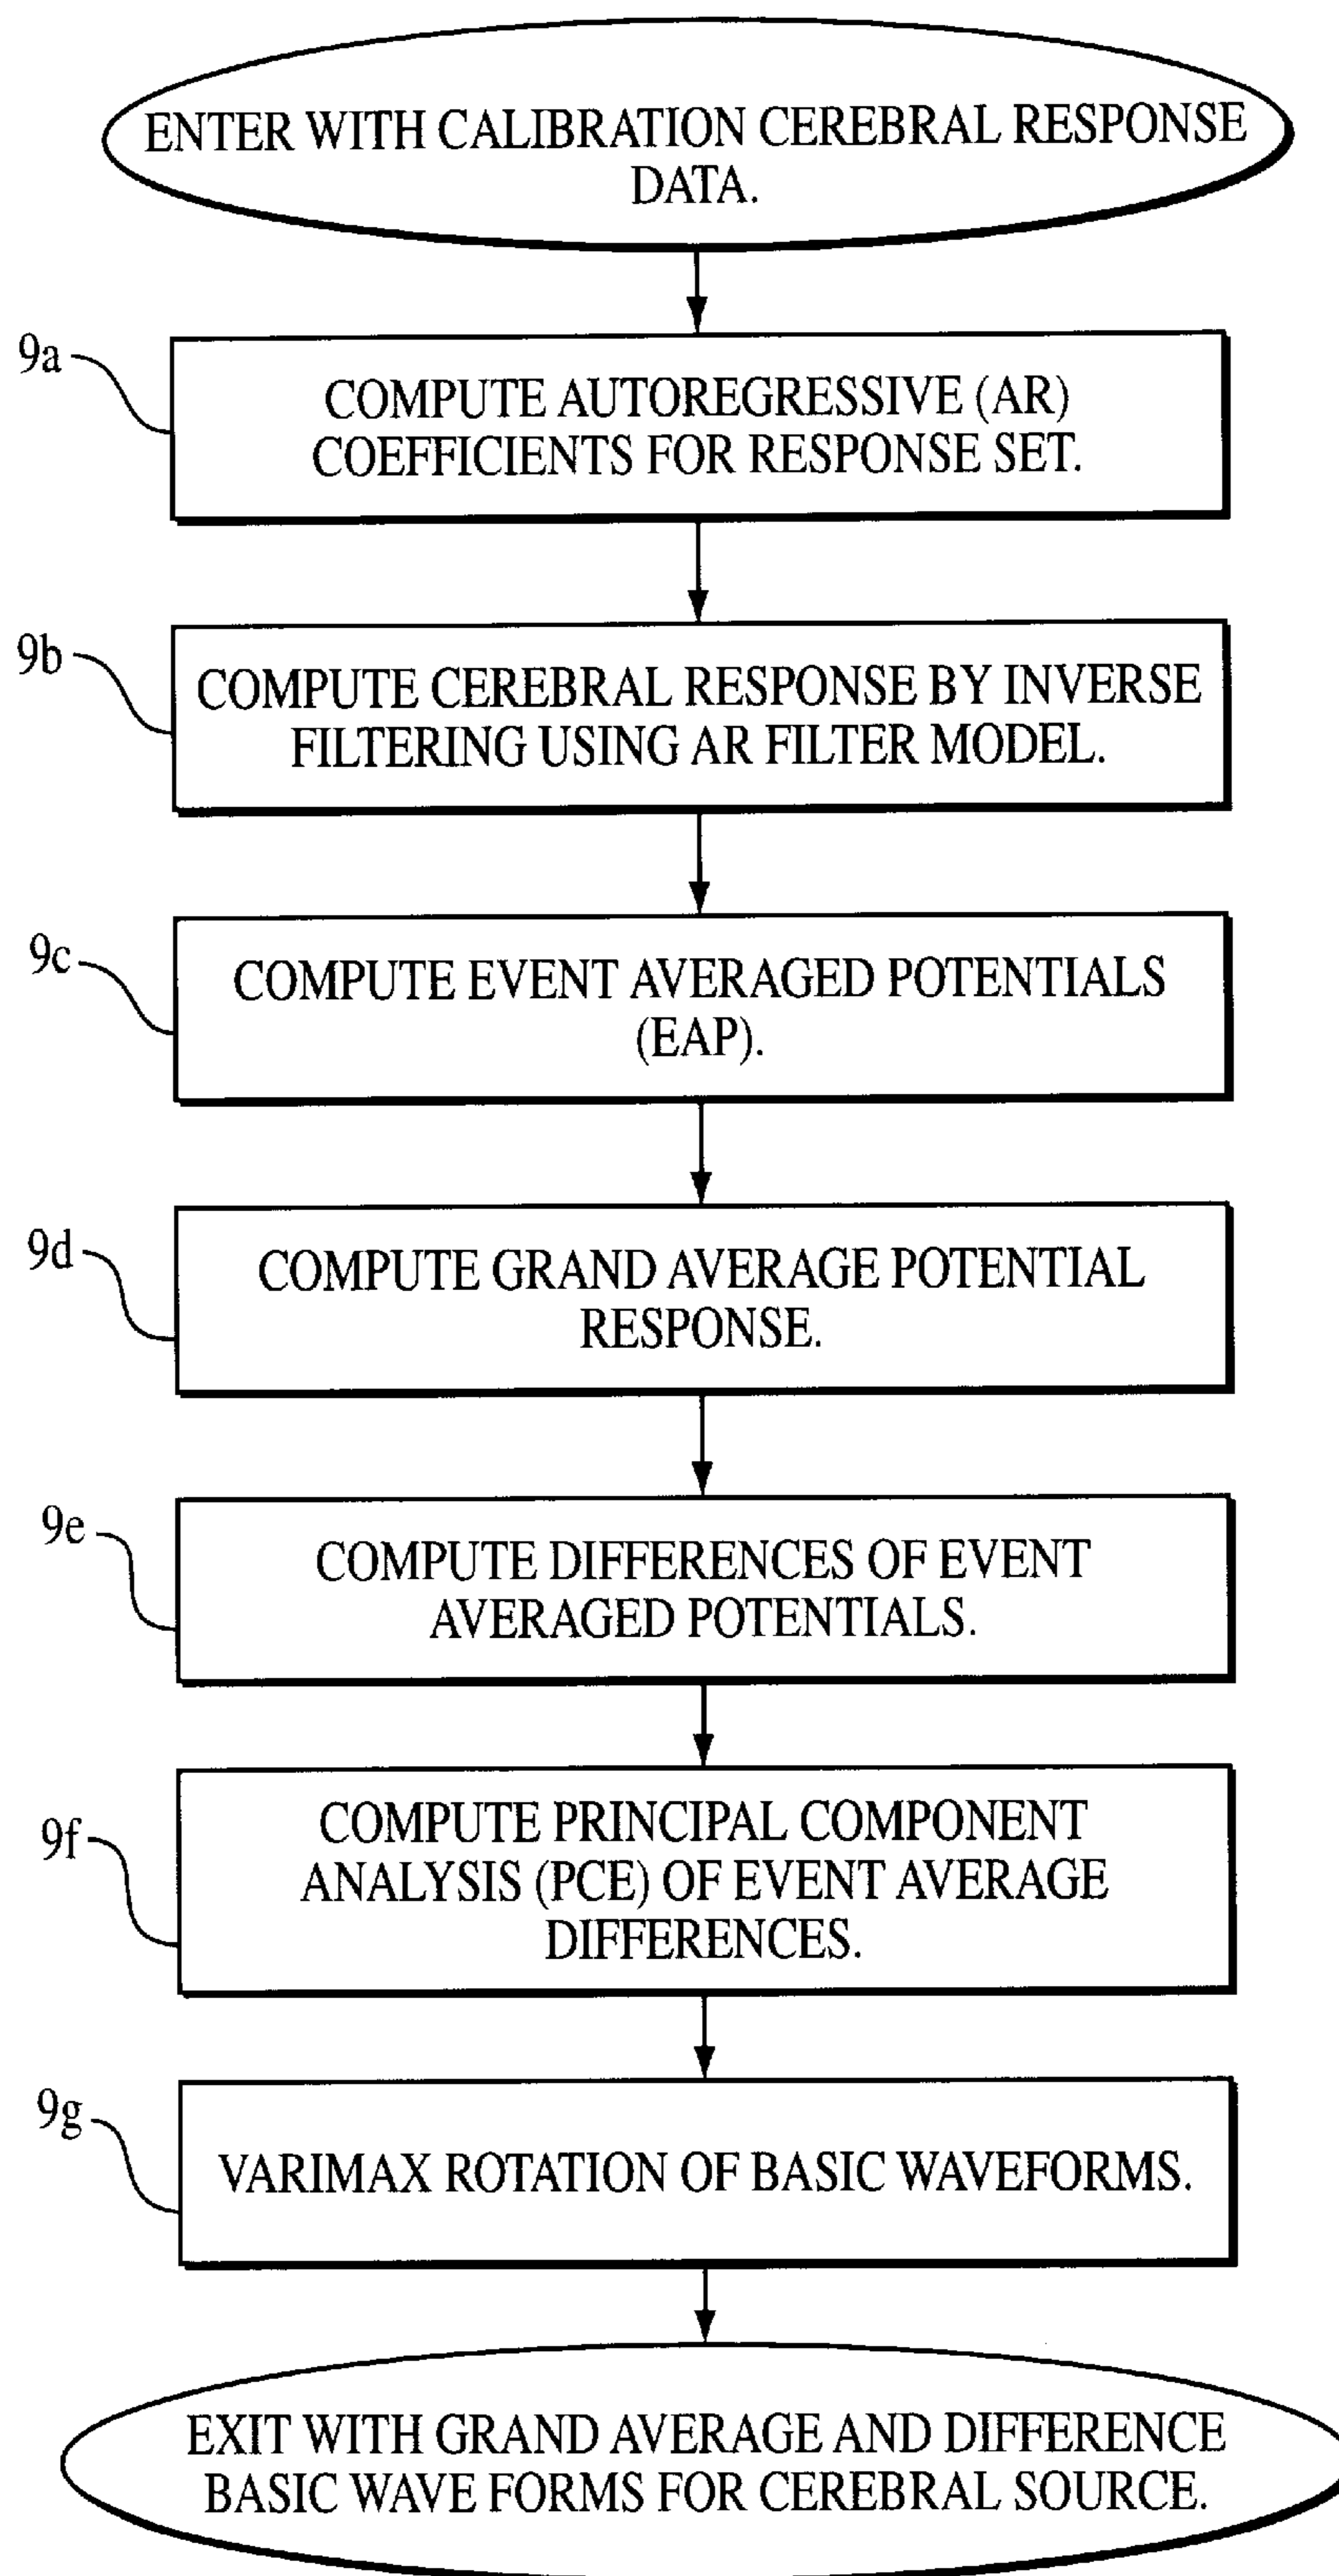 ENTER WITH CALIBRATION CEREBRAL RESPONSE
DATA.
9a
COMPUTE AUTOREGRESSIVE (AR)
COEFFICIENTS FOR RESPONSE SET.
9b
COMPUTE CEREBRAL RESPONSE BY INVERSE
FILTERING USING AR FILTER MODEL.
9c
COMPUTE EVENT AVERAGED POTENTIALS
(EAP).
9d
COMPUTE GRAND AVERAGE POTENTIAL
RESPONSE.
9e
COMPUTE DIFFERENCES OF EVENT
AVERAGED POTENTIALS.
9f
COMPUTE PRINCIPAL COMPONENT
ANALYSIS (PCE) OF EVENT AVERAGE
DIFFERENCES.
9g
VARIMAX ROTATION OF BASIC WAVEFORMS.
EXIT WITH GRAND AVERAGE AND DIFFERENCE
BASIC WAVE FORMS FOR CEREBRAL SOURCE.